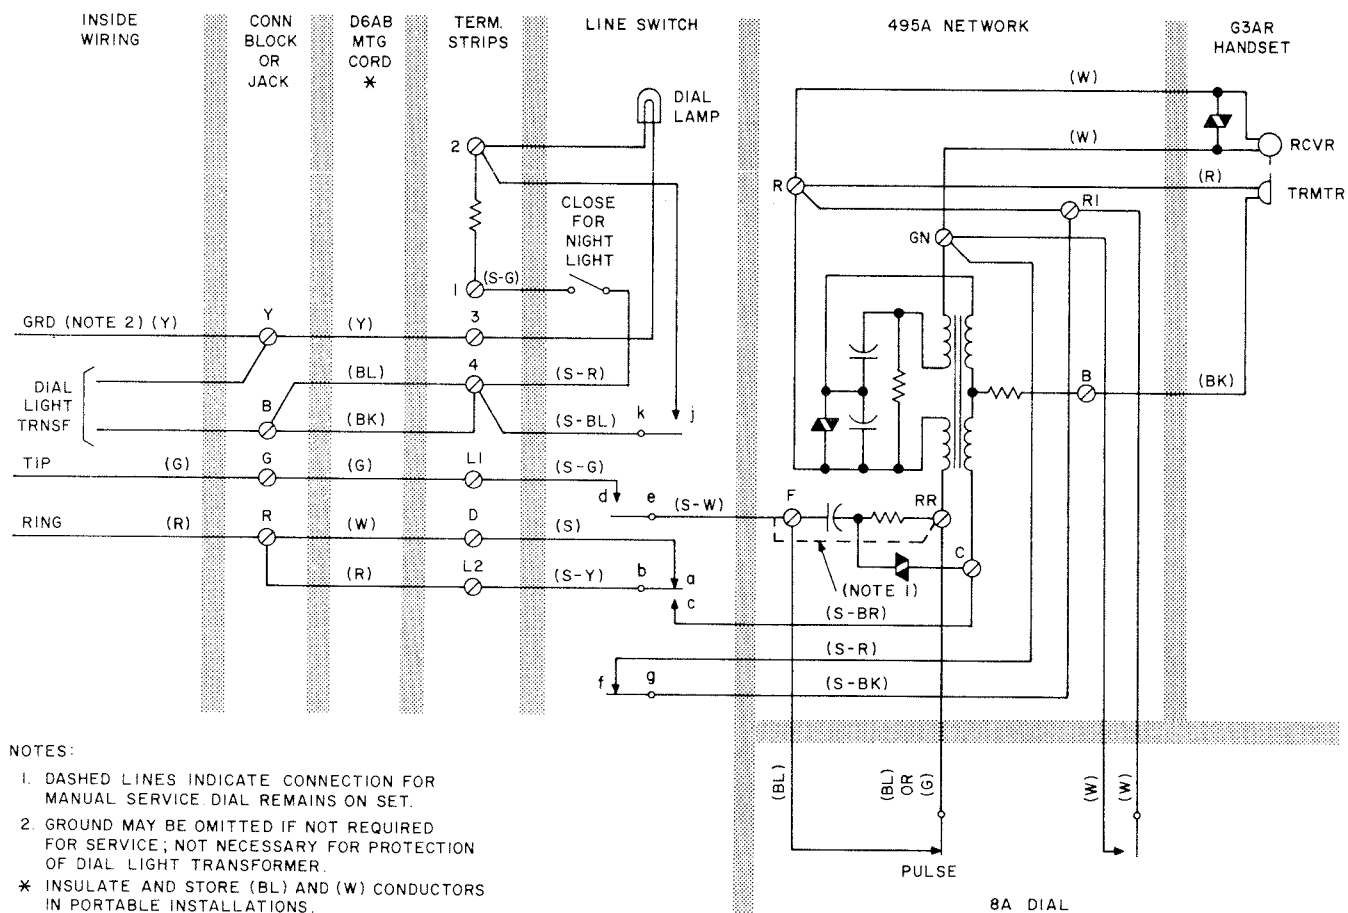 INSIDE
WIRING
CONN
BLOCK
OR
JACK
D6AB
MTG
CORD
*
TERM.
STRIPS
LINE SWITCH
495A NETWORK
G3AR
HANDSET
DIAL
LAMP
(W)
RCVR
2
(W)
R
(R)
TRMTR
CLOSE
FOR
NIGHT
LIGHT
R1
GN
1
(S-G)
GRD (NOTE 2) (Y)
Y
(Y)
3
DIAL
LIGHT
TRNSF
B
(BL)
(BK)
4
(S-R)
(S-BL)
k
j
B
(BK)
TIP
(G)
G
(G)
L1
(S-G)
d
e
(S-W)
F
RR
RING
(R)
R
(W)
D
(S)
C
(R)
L2
(S-Y)
b
a
c
(NOTE 1)
(S-BR)
(S-R)
f
g
(S-BK)
(BL)
(BL)
OR
(G)
(W)
(W)
PULSE
8A DIAL
NOTES:
1. DASHED LINES INDICATE CONNECTION FOR
MANUAL SERVICE. DIAL REMAINS ON SET.
2. GROUND MAY BE OMITTED IF NOT REQUIRED
FOR SERVICE; NOT NECESSARY FOR PROTECTION
OF DIAL LIGHT TRANSFORMER.
* INSULATE AND STORE (BL) AND (W) CONDUCTORS
IN PORTABLE INSTALLATIONS.